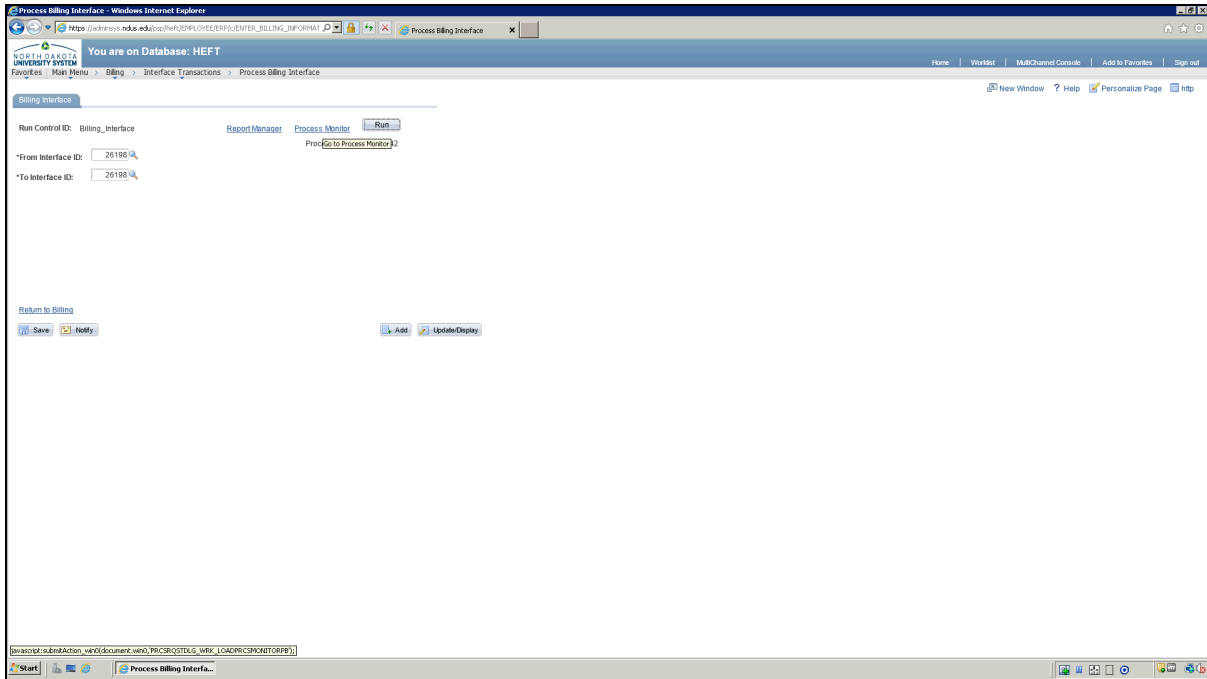 Process Billing Interface - Windows Internet Explorer
https://adminsys.ndus.edu/psp/heft/EMPLOYEE/ERP/c/ENTER_BILLING_INFORMAT
Process Billing Interface
NORTH DAKOTA
UNIVERSITY SYSTEM
You are on Database: HEFT
Home | Worklist | MultiChannel Console | Add to Favorites | Sign out
Favorites | Main Menu > Billing > Interface Transactions > Process Billing Interface
New Window ? Help Personalize Page http
Billing Interface
Run Control ID: Billing_Interface Report Manager Process Monitor Run
Go to Process Monitor
*From Interface ID: 26198
*To Interface ID: 26198
Return to Billing
Save Notify Add Update/Display
javascript:submitAction_win0(document.win0,'PRCSRQSTDLG_WRK_LOADPRCSMONITORPB');
Start Process Billing Interfa...